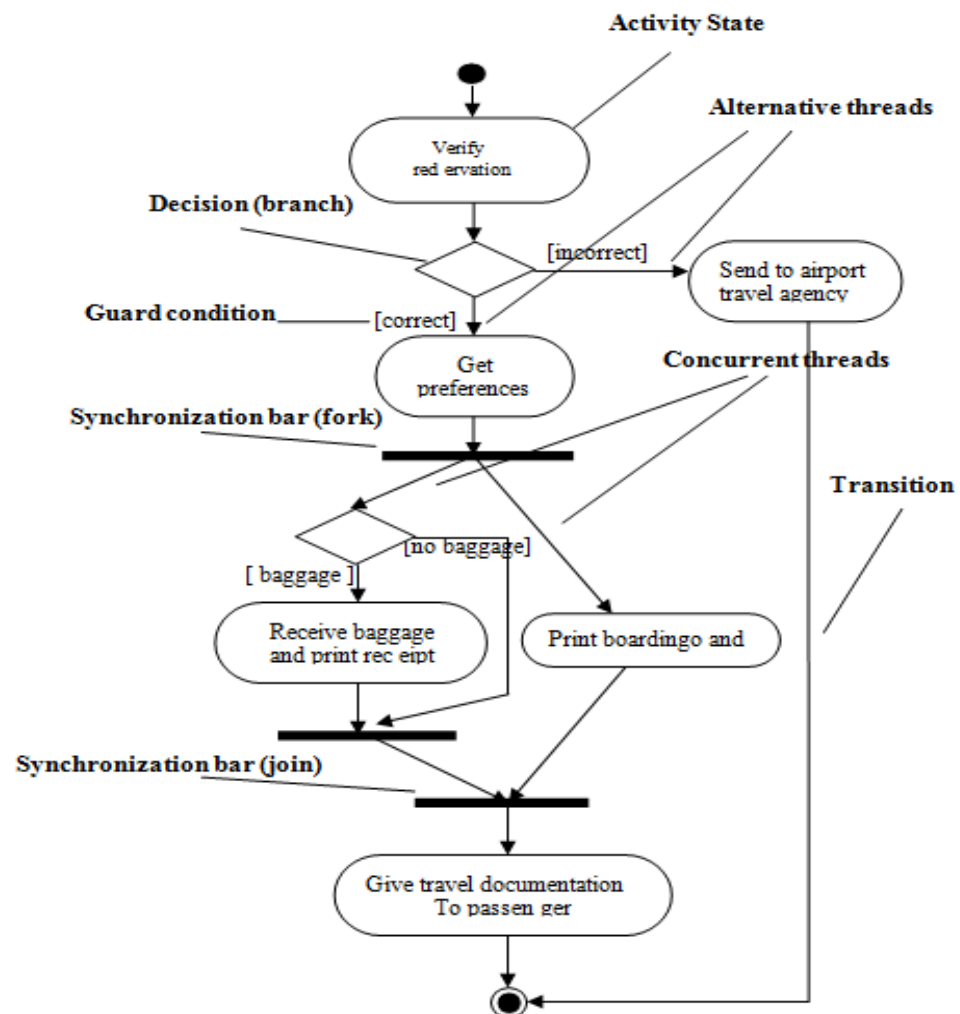 Activity State
Alternative threads
Verify
red ervation
Decision (branch)
[incorrect]
Send to airport
travel agency
Guard condition
[correct]
Get
preferences
Concurrent threads
Synchronization bar (fork)
Transition
[no baggage]
[ baggage ]
Receive baggage
and print rec eipt
Print boardingo and
Synchronization bar (join)
Give travel documentation
To passen ger